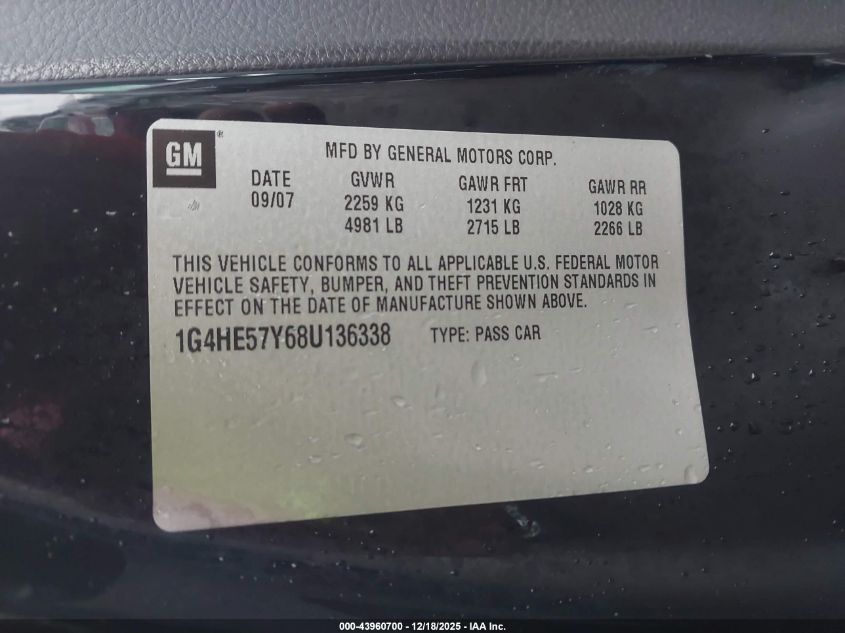 GM®
MFD BY GENERAL MOTORS CORP.
DATE GVWR GAWR FRT GAWR RR
09/07 2259 KG 1231 KG 1028 KG
4981 LB 2715 LB 2266 LB
THIS VEHICLE CONFORMS TO ALL APPLICABLE U.S. FEDERAL MOTOR
VEHICLE SAFETY, BUMPER, AND THEFT PREVENTION STANDARDS IN
EFFECT ON THE DATE OF MANUFACTURE SHOWN ABOVE.
1G4HE57Y68U136338 TYPE: PASS CAR
000-43960700 - 12/18/2025 - IAA Inc.